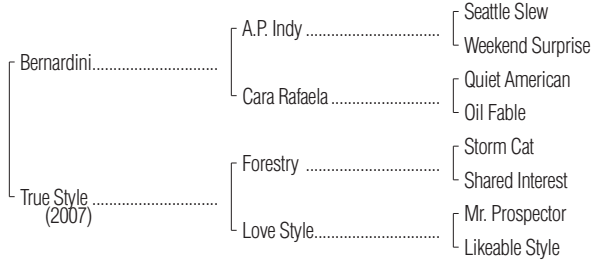 Seattle Slew
A.P. Indy ................................
Weekend Surprise
Bernardini..............................
Quiet American
Cara Rafaela ..........................
Oil Fable
Storm Cat
Forestry ................................
Shared Interest
True Style ..............................
(2007)
Mr. Prospector
Love Style..............................
Likeable Style